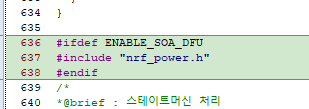 634 }
635
636 #ifdef ENABLE_SOA_DFU
637 #include "nrf_power.h"
638 #endif
639 /*
640 *@brief : 스테이트머신 처리